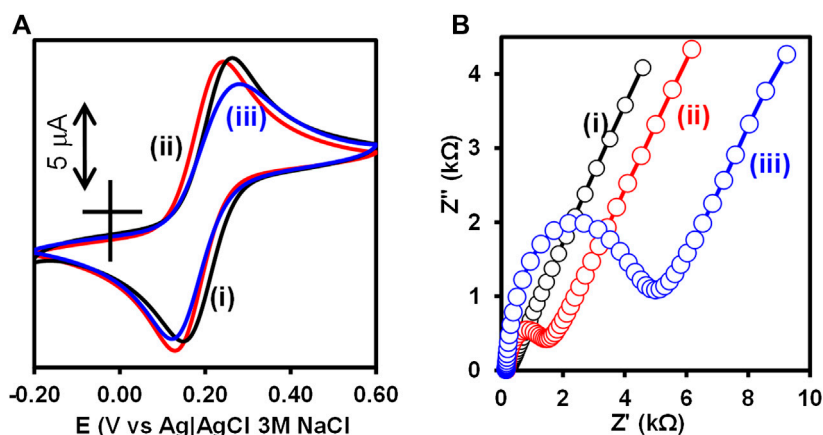 A
5 µA
(ii)
(iii)
(i)
-0.20
0.00
0.20
0.40
0.60
E (V vs Ag|AgCl 3M NaCl
B
Z" (kΩ)
5
4
3
2
1
0
(i)
(ii)
(iii)
0
2
4
6
8
10
Z' (kΩ)